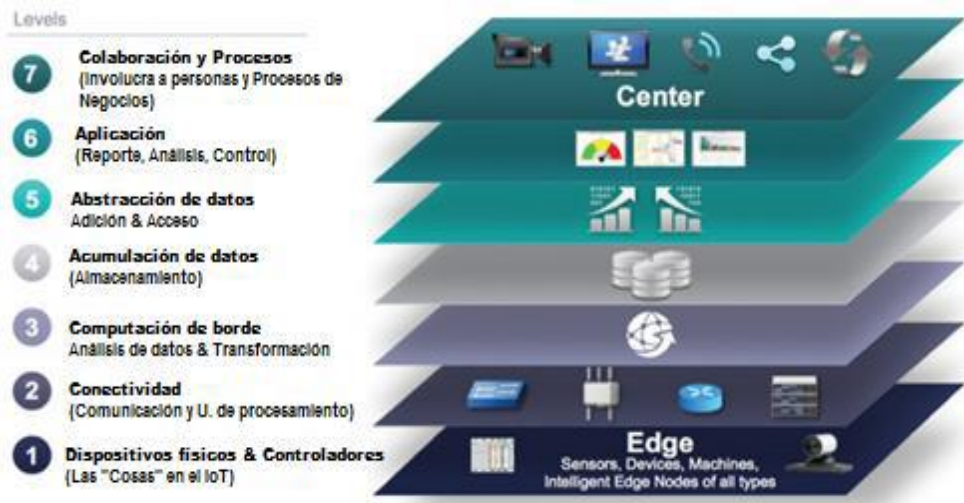 Levels
7
Colaboración y Procesos
(Involucra a personas y Procesos de
Negocios)
6
Aplicación
(Reporte, Análisis, Control)
5
Abstracción de datos
Adición & Acceso
4
Acumulación de datos
(Almacenamiento)
3
Computación de borde
Análisis de datos & Transformación
2
Conectividad
(Comunicación y U. de procesamiento)
1
Dispositivos físicos & Controladores
(Las "Cosas" en el IoT)
Center
Edge
Sensors, Devices, Machines,
Intelligent Edge Nodes of all types